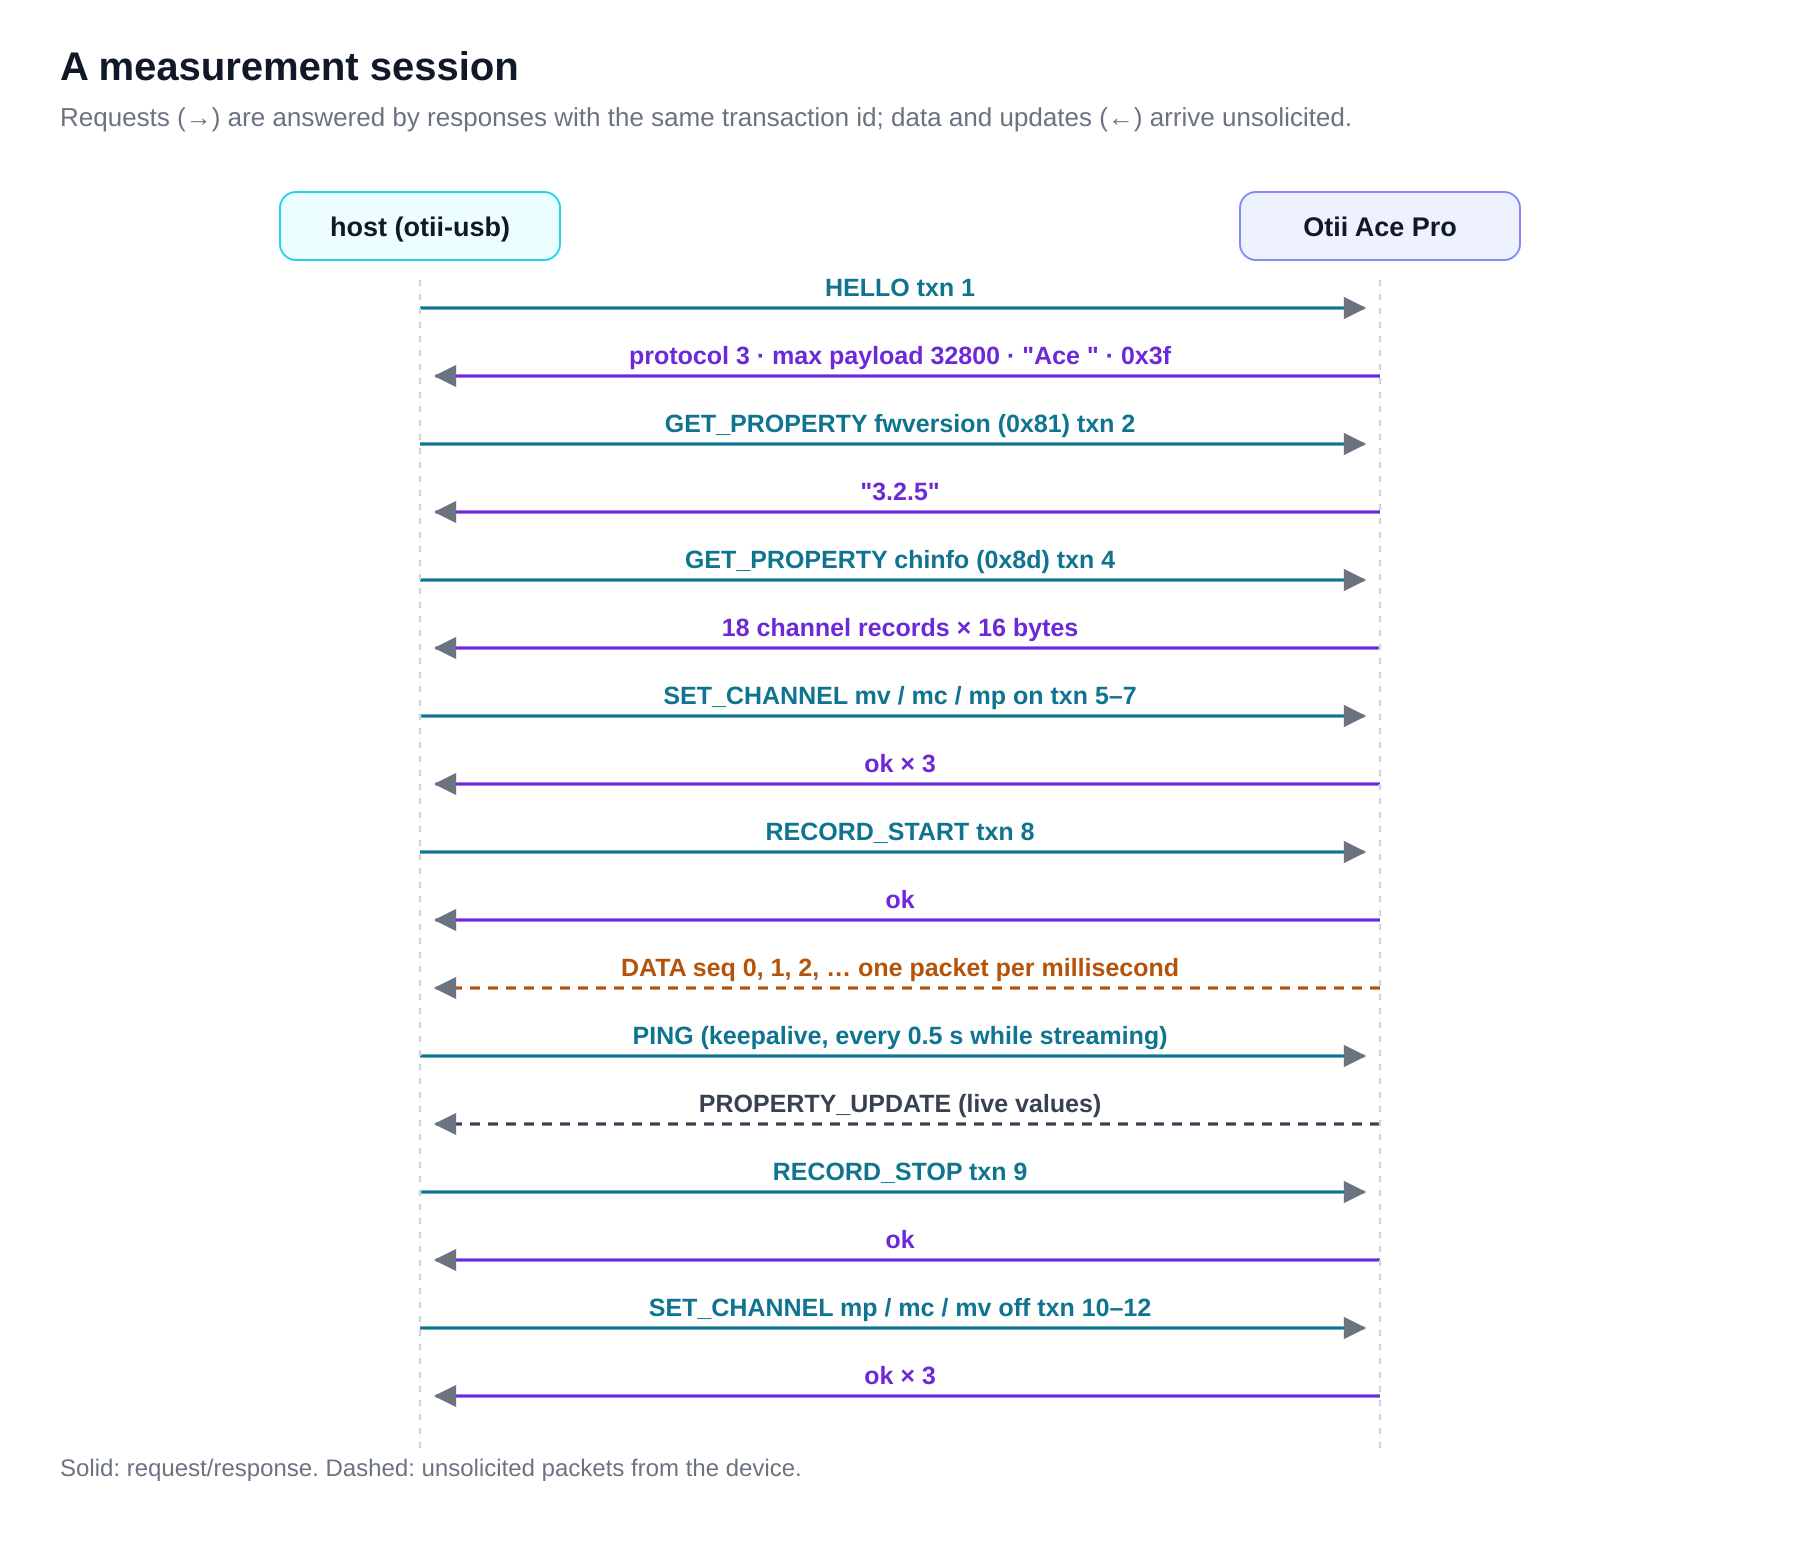 A measurement session
Requests (→) are answered by responses with the same transaction id; data and updates (←) arrive unsolicited.
host (otii-usb)
Otii Ace Pro
HELLO txn 1
protocol 3 · max payload 32800 · "Ace " · 0x3f
GET_PROPERTY fwversion (0x81) txn 2
"3.2.5"
GET_PROPERTY chinfo (0x8d) txn 4
18 channel records × 16 bytes
SET_CHANNEL mv / mc / mp on txn 5–7
ok × 3
RECORD_START txn 8
ok
DATA seq 0, 1, 2, … one packet per millisecond
PING (keepalive, every 0.5 s while streaming)
PROPERTY_UPDATE (live values)
RECORD_STOP txn 9
ok
SET_CHANNEL mp / mc / mv off txn 10–12
ok × 3
Solid: request/response. Dashed: unsolicited packets from the device.